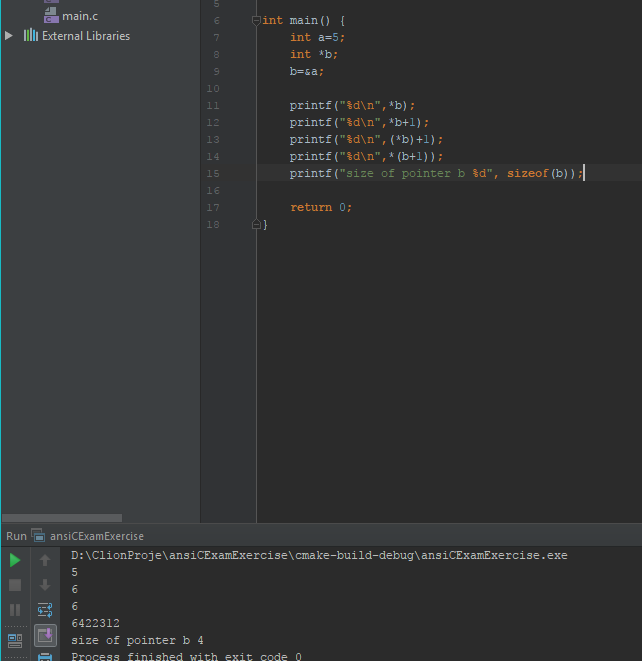 main.c
External Libraries
5
6 int main() {
7 int a=5;
8 int *b;
9 b=&a;
10
11 printf("%d\n",*b);
12 printf("%d\n",*b+1);
13 printf("%d\n",(*b)+1);
14 printf("%d\n",*(b+1));
15 printf("size of pointer b %d", sizeof(b));
16
17 return 0;
18 }
Run ansiCExamExercise
D:\ClionProje\ansiCExamExercise\cmake-build-debug\ansiCExamExercise.exe
5
6
6
6422312
size of pointer b 4
Process finished with exit code 0